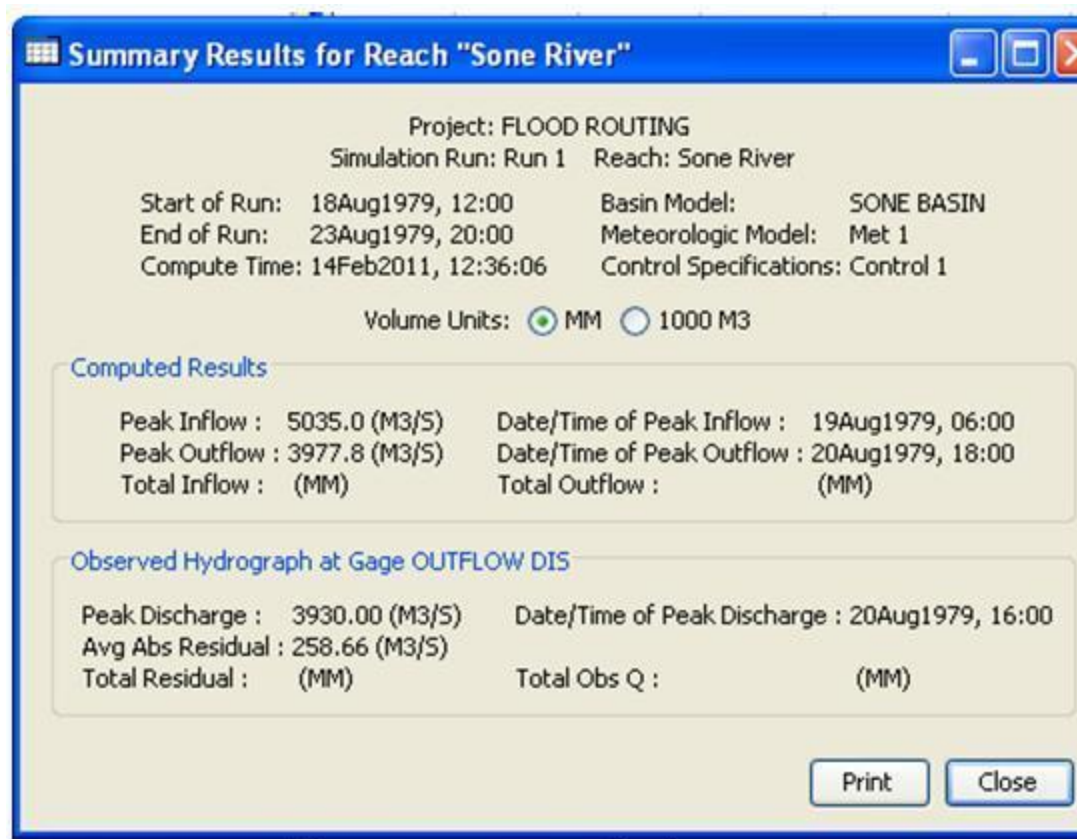 Summary Results for Reach "Sone River"
Project: FLOOD ROUTING
Simulation Run: Run 1 Reach: Sone River
Start of Run: 18Aug1979, 12:00 Basin Model: SONE BASIN
End of Run: 23Aug1979, 20:00 Meteorologic Model: Met 1
Compute Time: 14Feb2011, 12:36:06 Control Specifications: Control 1
Volume Units: MM 1000 M3
Computed Results
Peak Inflow : 5035.0 (M3/S) Date/Time of Peak Inflow : 19Aug1979, 06:00
Peak Outflow : 3977.8 (M3/S) Date/Time of Peak Outflow : 20Aug1979, 18:00
Total Inflow : (MM) Total Outflow : (MM)
Observed Hydrograph at Gage OUTFLOW DIS
Peak Discharge : 3930.00 (M3/S) Date/Time of Peak Discharge : 20Aug1979, 16:00
Avg Abs Residual : 258.66 (M3/S)
Total Residual : (MM) Total Obs Q : (MM)
Print Close